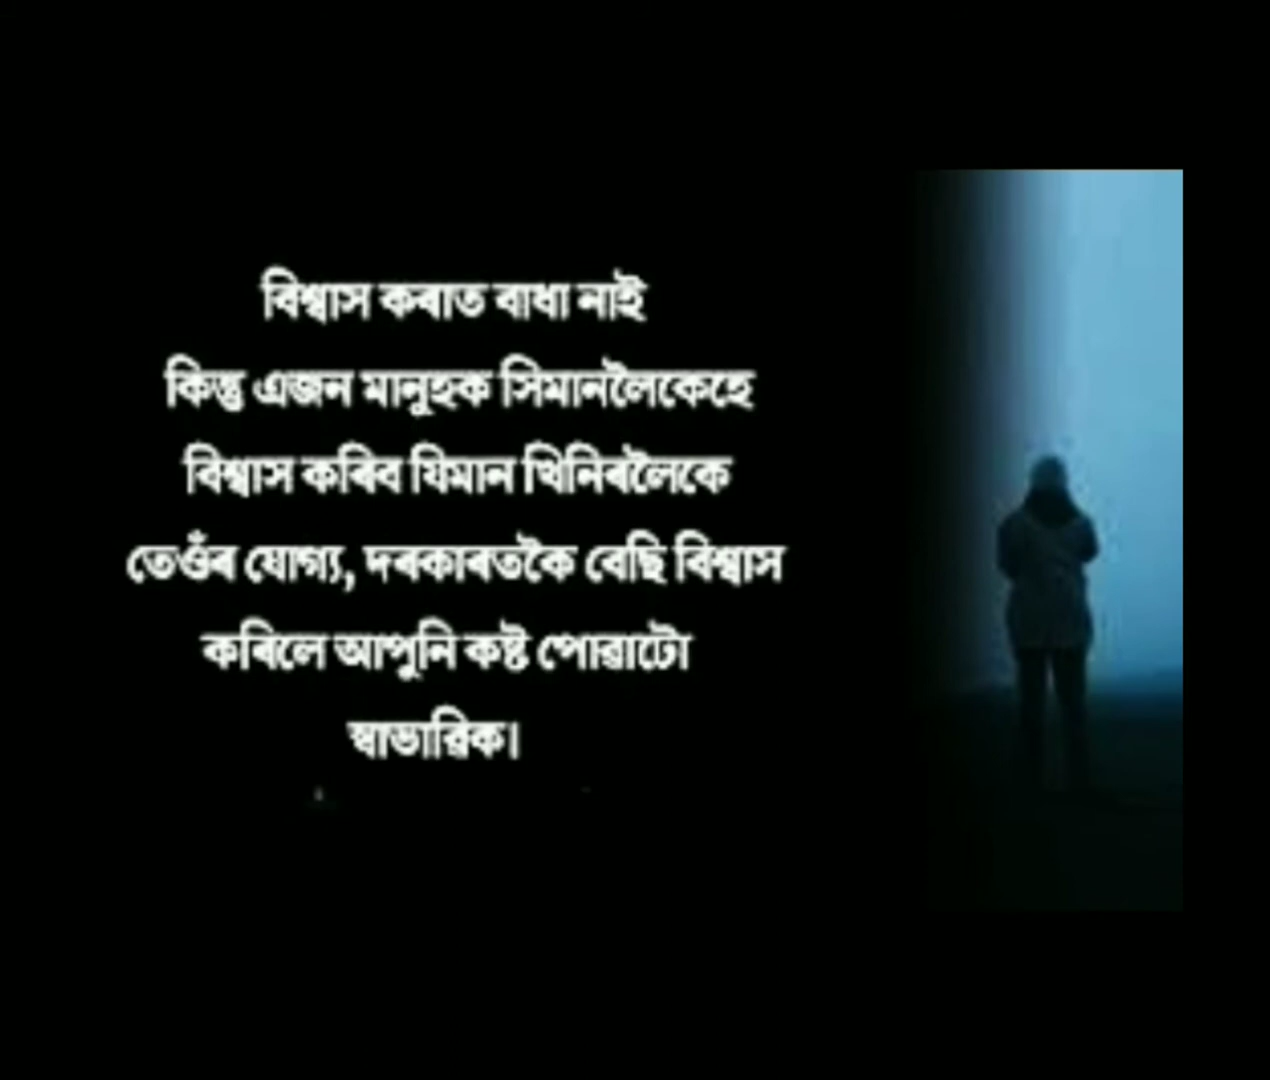 বিশ্বাস কৰাত বাধা নাই
কিন্তু এজন মানুহক সিমানলৈকেহে
বিশ্বাস কৰিব যিমান খিনিৰলৈকে
তেওঁৰ যোগ্য, দৰকাৰতকৈ বেছি বিশ্বাস
কৰিলে আপুনি কষ্ট পোৱাটো
স্বাভাৱিক।